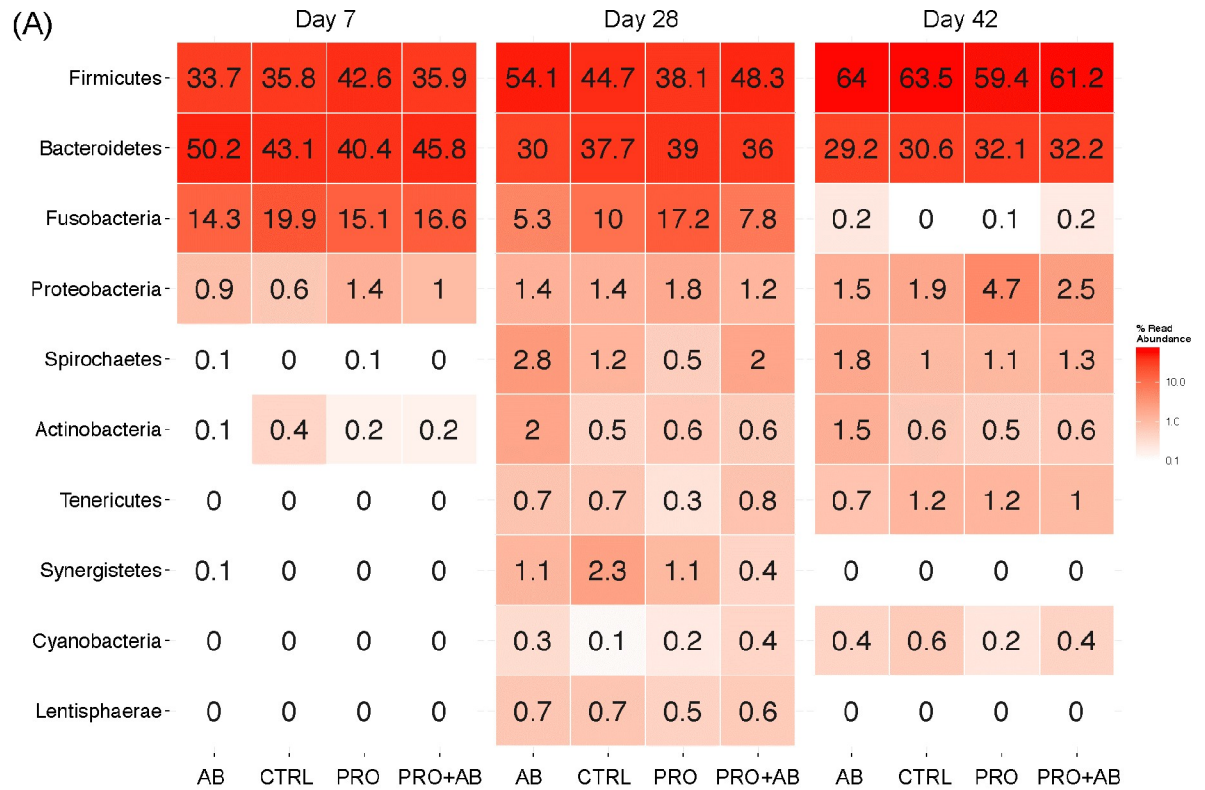 (A)
Day 7 Day 28 Day 42
Firmicutes 33.7 35.8 42.6 35.9 54.1 44.7 38.1 48.3 64 63.5 59.4 61.2
Bacteroidetes 50.2 43.1 40.4 45.8 30 37.7 39 36 29.2 30.6 32.1 32.2
Fusobacteria 14.3 19.9 15.1 16.6 5.3 10 17.2 7.8 0.2 0 0.1 0.2
Proteobacteria 0.9 0.6 1.4 1 1.4 1.4 1.8 1.2 1.5 1.9 4.7 2.5
Spirochaetes 0.1 0 0.1 0 2.8 1.2 0.5 2 1.8 1 1.1 1.3
Actinobacteria 0.1 0.4 0.2 0.2 2 0.5 0.6 0.6 1.5 0.6 0.5 0.6
Tenericutes 0 0 0 0 0.7 0.7 0.3 0.8 0.7 1.2 1.2 1
Synergistetes 0.1 0 0 0 1.1 2.3 1.1 0.4 0 0 0 0
Cyanobacteria 0 0 0 0 0.3 0.1 0.2 0.4 0.4 0.6 0.2 0.4
Lentisphaerae 0 0 0 0 0.7 0.7 0.5 0.6 0 0 0 0
AB CTRL PRO PRO+AB AB CTRL PRO PRO+AB AB CTRL PRO PRO+AB
% Read
Abundance
10.0
1.0
0.1